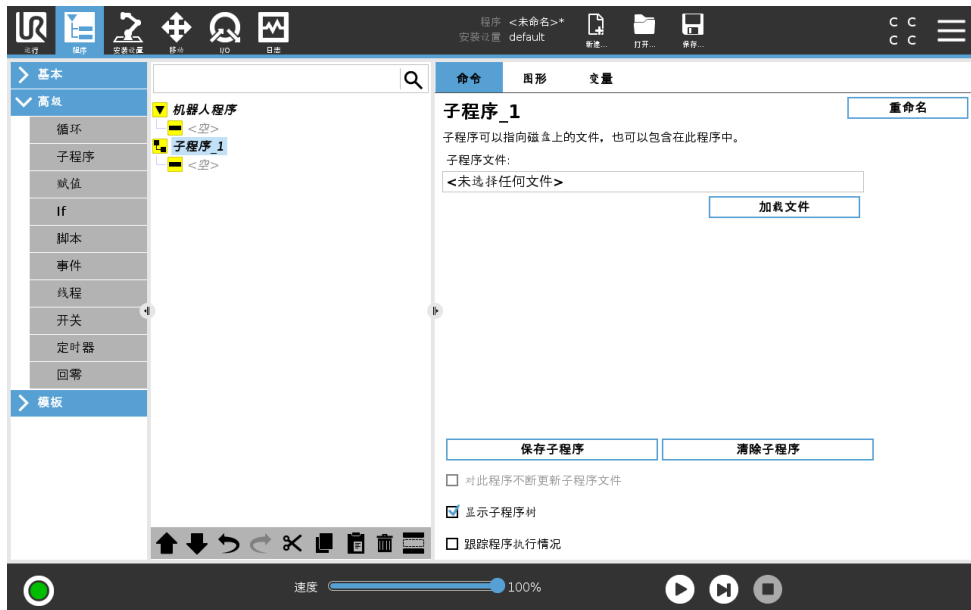 UR
运行
程序
安装设置
移动
I/O
日志
程序 <未命名>*
安装设置 default
新建...
打开...
保存...
C C
C C
基本
高级
循环
子程序
赋值
If
脚本
事件
线程
开关
定时器
回零
模板
机器人程序
<空>
子程序_1
<空>
命令 图形 变量
子程序_1
重命名
子程序可以指向磁盘上的文件，也可以包含在此程序中。
子程序文件:
<未选择任何文件>
加载文件
保存子程序
清除子程序
对此程序不断更新子程序文件
显示子程序树
跟踪程序执行情况
速度
100%